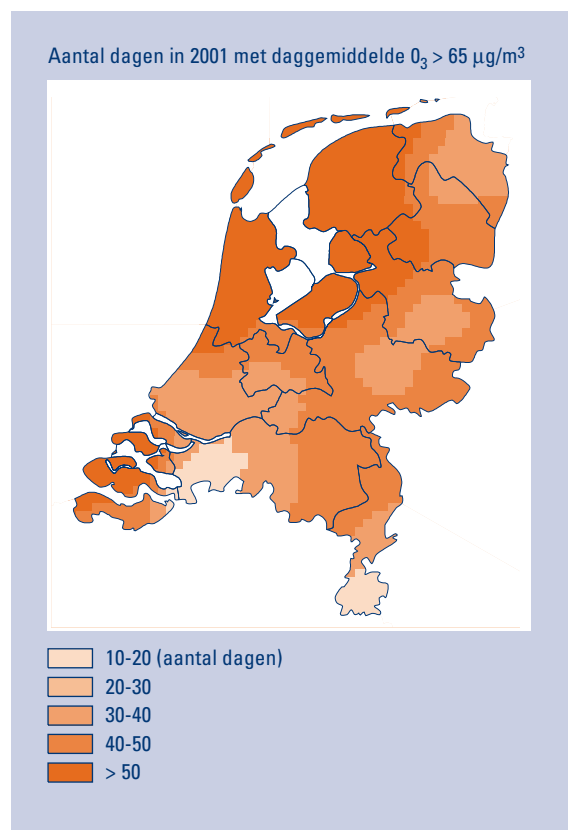 Aantal dagen in 2001 met daggemiddelde 0₃ > 65 µg/m³
10-20 (aantal dagen)
20-30
30-40
40-50
> 50